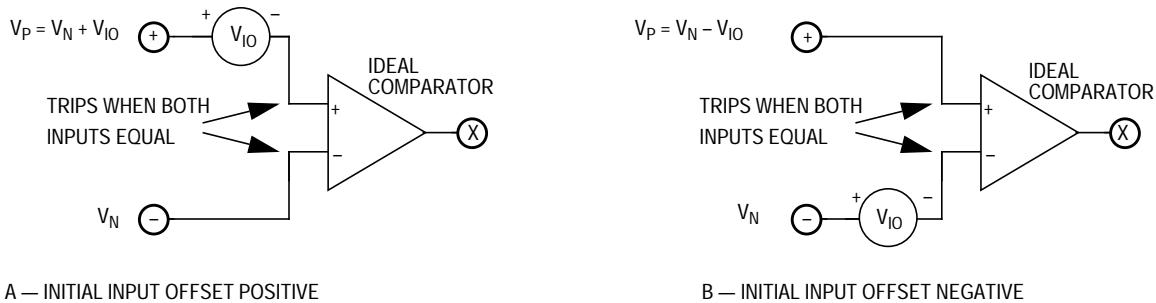 V_P = V_N + V_IO
+
+
V_IO
−
IDEAL
COMPARATOR
TRIPS WHEN BOTH
INPUTS EQUAL
+
−
X
V_N
−
A — INITIAL INPUT OFFSET POSITIVE
V_P = V_N − V_IO
+
IDEAL
COMPARATOR
TRIPS WHEN BOTH
INPUTS EQUAL
+
−
X
V_N
−
+
V_IO
−
B — INITIAL INPUT OFFSET NEGATIVE